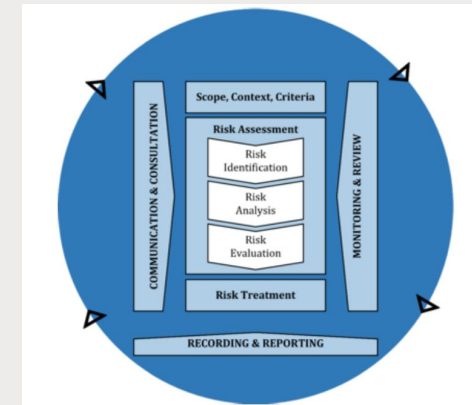 Scope, Context, Criteria
COMMUNICATION & CONSULTATION
Risk Assessment
Risk
Identification
Risk
Analysis
Risk
Evaluation
MONITORING & REVIEW
Risk Treatment
RECORDING & REPORTING